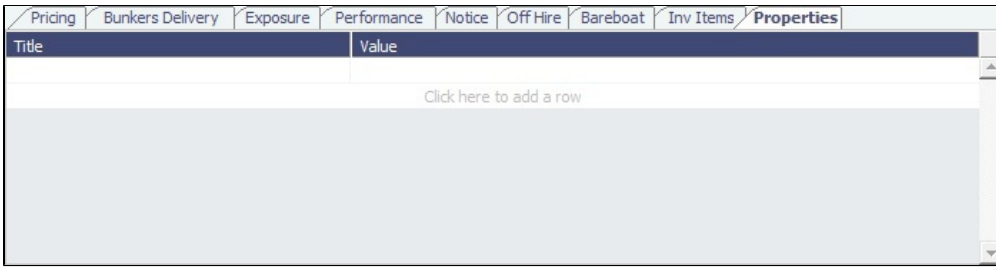 Pricing Bunkers Delivery Exposure Performance Notice Off Hire Bareboat Inv Items Properties
Title Value
Click here to add a row